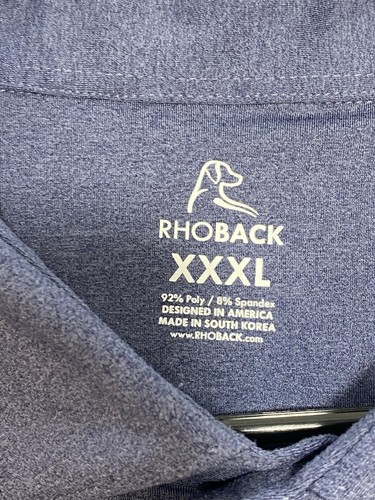 RHOBACK
XXXL
92% Poly / 8% Spandex
DESIGNED IN AMERICA
MADE IN SOUTH KOREA
www.RHOBACK.com